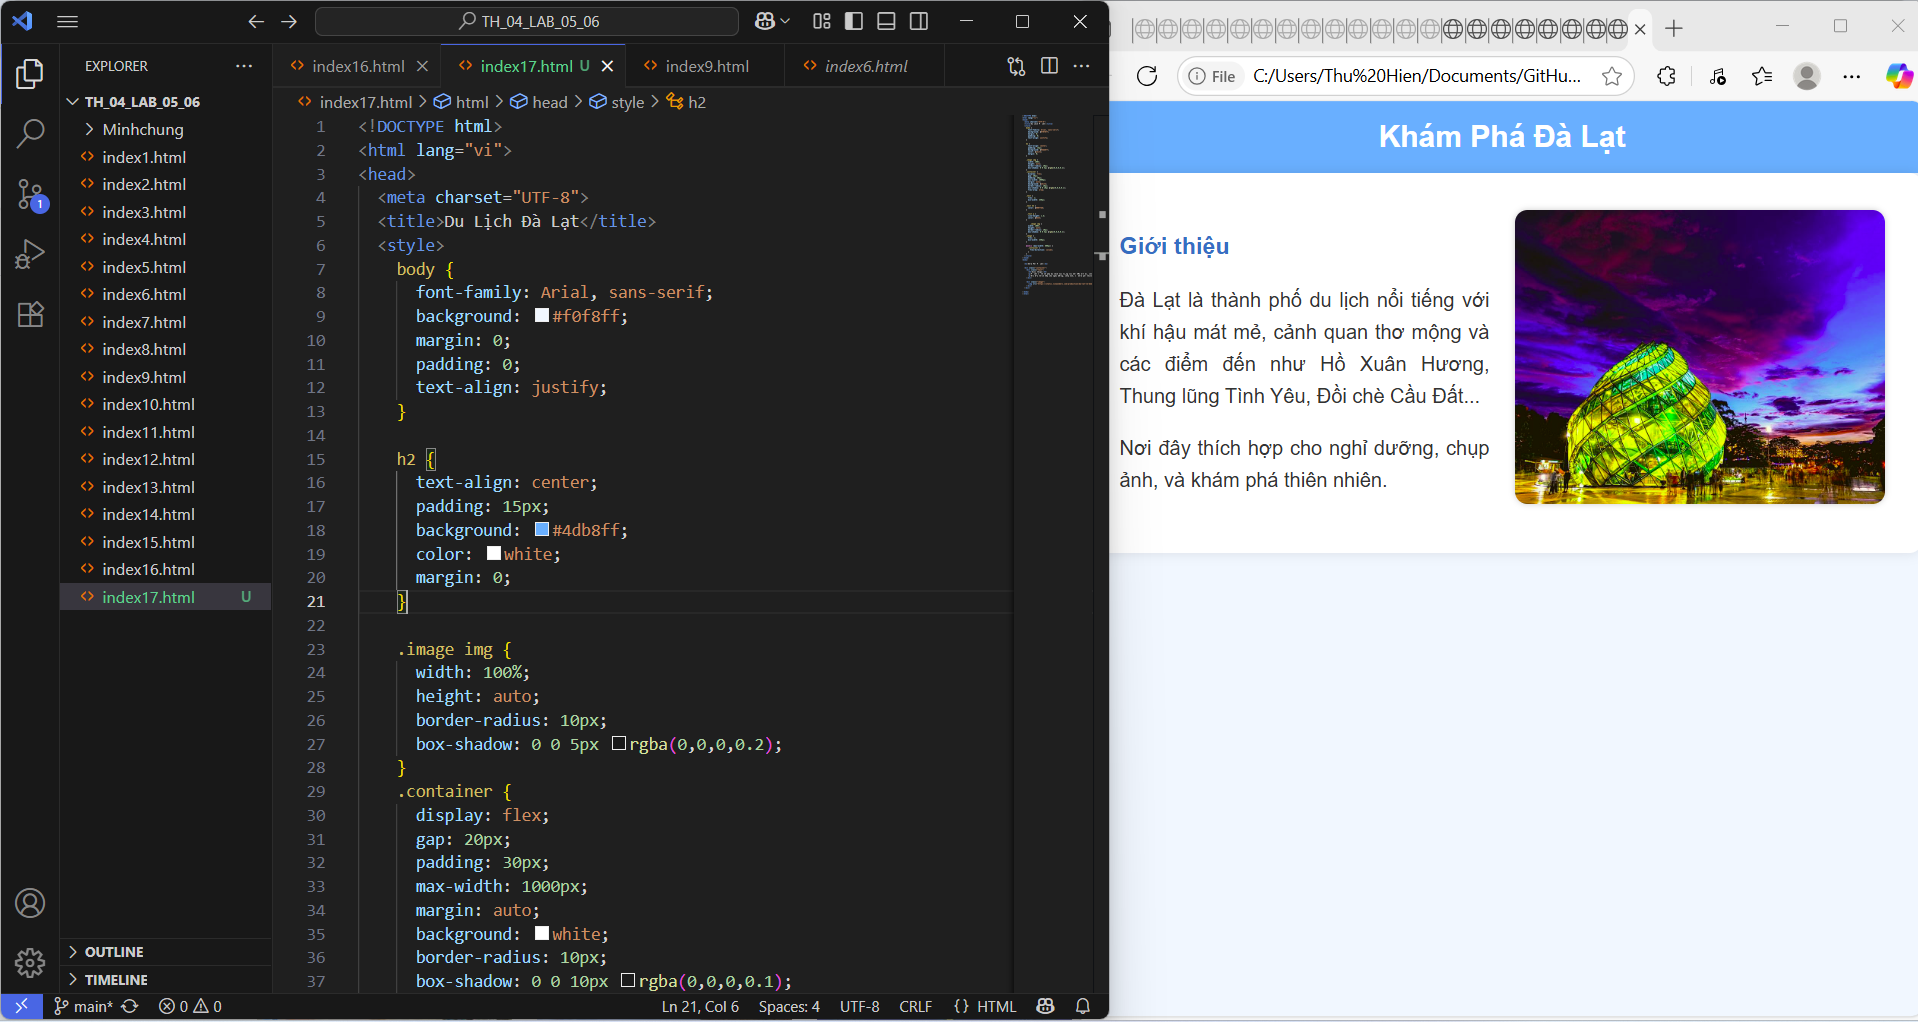 TH_04_LAB_05_06
EXPLORER
TH_04_LAB_05_06
Minhchung
index1.html
index2.html
index3.html
index4.html
index5.html
index6.html
index7.html
index8.html
index9.html
index10.html
index11.html
index12.html
index13.html
index14.html
index15.html
index16.html
index17.html U
OUTLINE
TIMELINE
1
index16.html
index17.html U
index9.html
index6.html
index17.html > html > head > style > h2
1 <!DOCTYPE html>
2 <html lang="vi">
3 <head>
4 <meta charset="UTF-8">
5 <title>Du Lịch Đà Lạt</title>
6 <style>
7 body {
8 font-family: Arial, sans-serif;
9 background: #f0f8ff;
10 margin: 0;
11 padding: 0;
12 text-align: justify;
13 }
14
15 h2 {
16 text-align: center;
17 padding: 15px;
18 background: #4db8ff;
19 color: white;
20 margin: 0;
21 }
22
23 .image img {
24 width: 100%;
25 height: auto;
26 border-radius: 10px;
27 box-shadow: 0 0 5px rgba(0,0,0,0.2);
28 }
29 .container {
30 display: flex;
31 gap: 20px;
32 padding: 30px;
33 max-width: 1000px;
34 margin: auto;
35 background: white;
36 border-radius: 10px;
37 box-shadow: 0 0 10px rgba(0,0,0,0.1);
main* 0 0 Ln 21, Col 6 Spaces: 4 UTF-8 CRLF {} HTML
File C:/Users/Thu%20Hien/Documents/GitHu...
Khám Phá Đà Lạt
Giới thiệu
Đà Lạt là thành phố du lịch nổi tiếng với
khí hậu mát mẻ, cảnh quan thơ mộng và
các điểm đến như Hồ Xuân Hương,
Thung lũng Tình Yêu, Đồi chè Cầu Đất...
Nơi đây thích hợp cho nghỉ dưỡng, chụp
ảnh, và khám phá thiên nhiên.